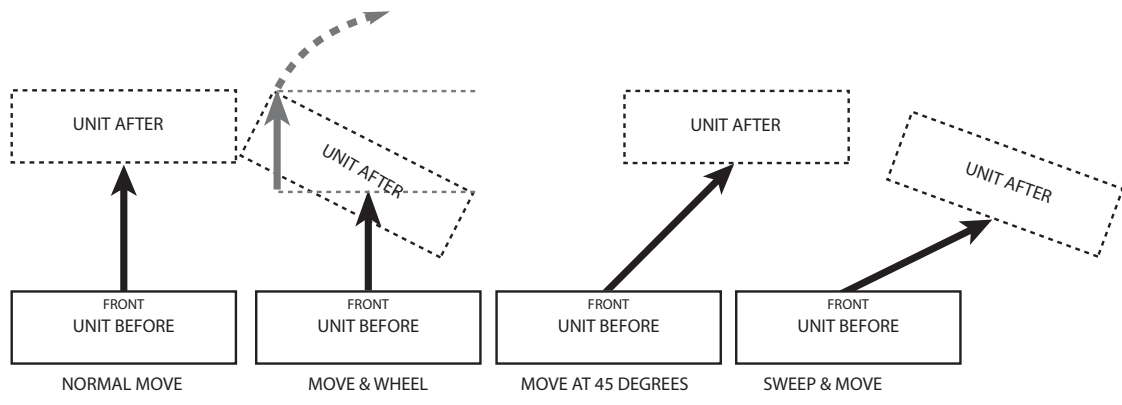 UNIT AFTER
UNIT AFTER
UNIT AFTER
UNIT AFTER
FRONT
UNIT BEFORE
FRONT
UNIT BEFORE
FRONT
UNIT BEFORE
FRONT
UNIT BEFORE
NORMAL MOVE
MOVE & WHEEL
MOVE AT 45 DEGREES
SWEEP & MOVE